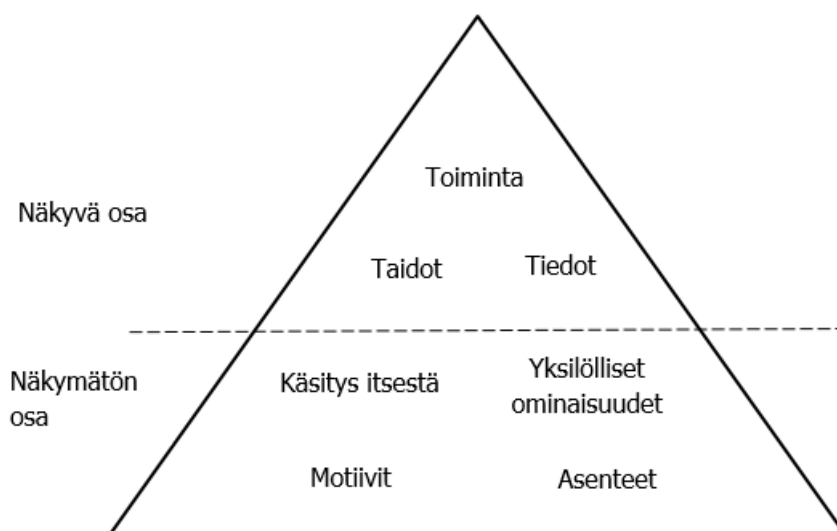 Toiminta
Näkyvä osa
Taidot
Tiedot
Näkymätön
osa
Käsitys itsestä
Yksilölliset
ominaisuudet
Motiivit
Asenteet